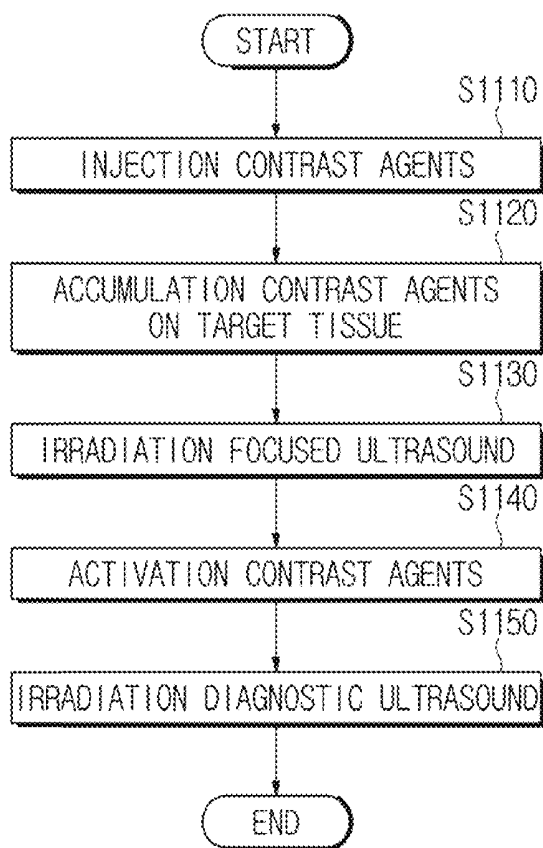 START
S1110
INJECTION CONTRAST AGENTS
S1120
ACCUMULATION CONTRAST AGENTS
ON TARGET TISSUE
S1130
IRRADIATION FOCUSED ULTRASOUND
S1140
ACTIVATION CONTRAST AGENTS
S1150
IRRADIATION DIAGNOSTIC ULTRASOUND
END